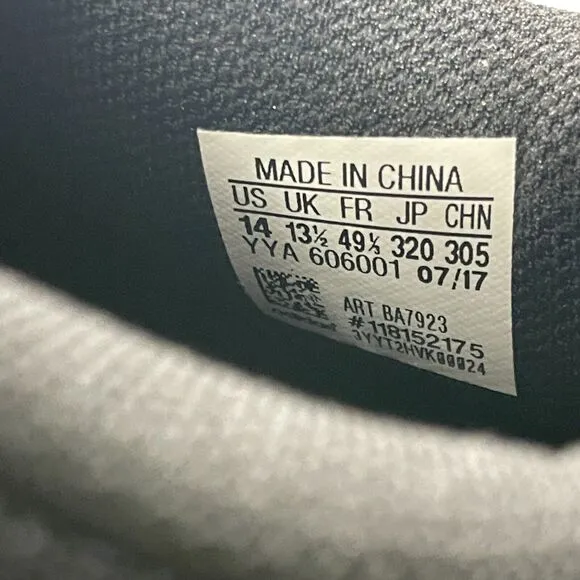 MADE IN CHINA
US UK FR JP CHN
14 13½ 49⅓ 320 305
YYA 606001 07/17
ART BA7923
#118152175